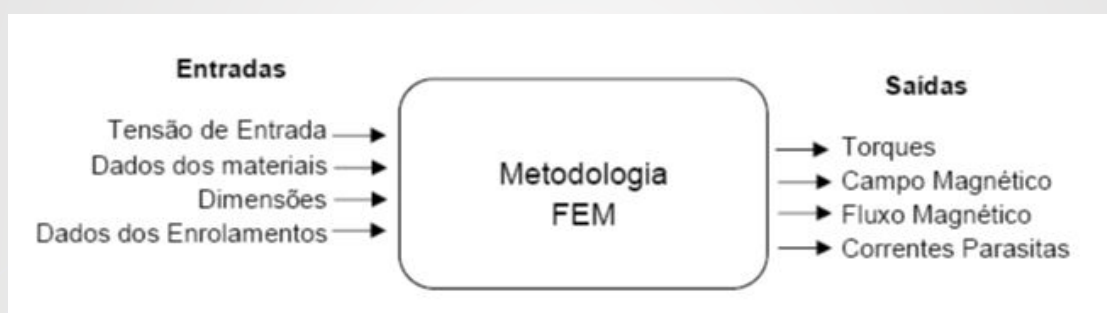 Entradas
Tensão de Entrada
Dados dos materiais
Dimensões
Dados dos Enrolamentos
Metodologia
FEM
Saídas
Torques
Campo Magnético
Fluxo Magnético
Correntes Parasitas